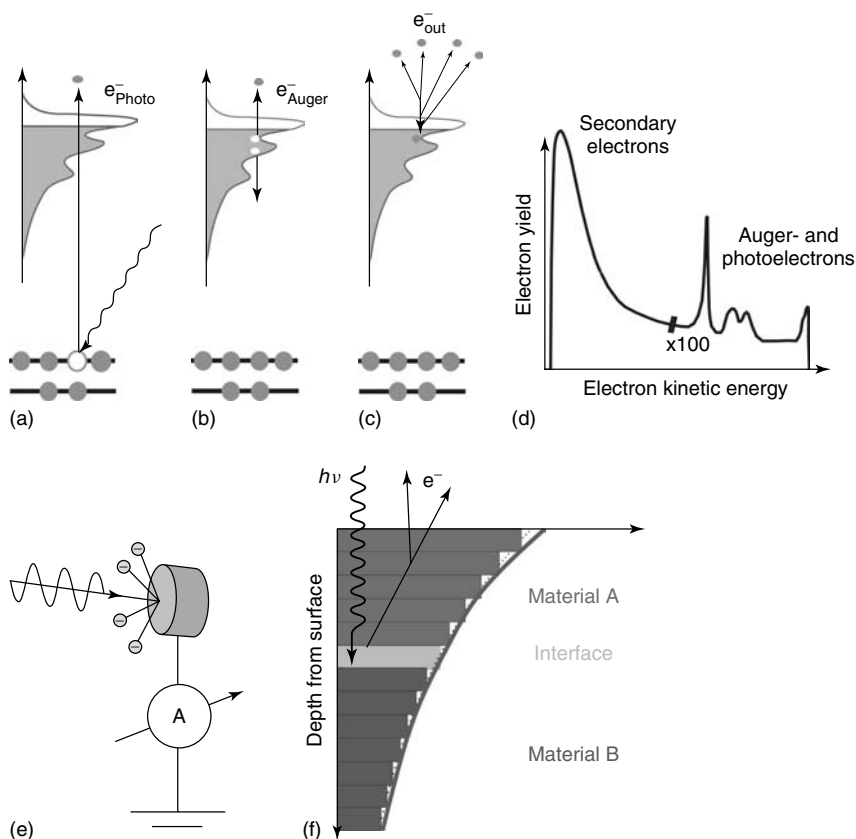 e⁻Photo
(a)
e⁻Auger
(b)
e⁻out
(c)
Secondary
electrons
Auger- and
photoelectrons
x100
Electron yield
Electron kinetic energy
(d)
− − − −
A
(e)
hν
e⁻
Depth from surface
Material A
Interface
Material B
(f)